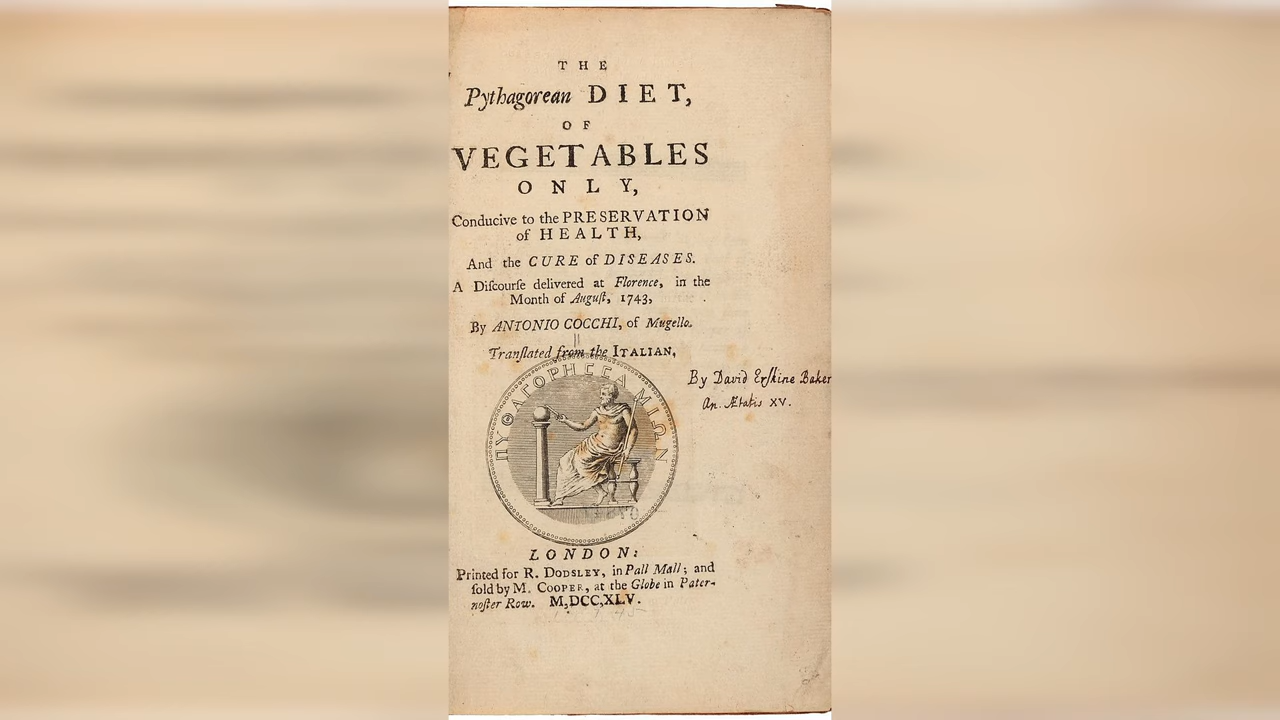 THE
Pythagorean DIET,
OF
VEGETABLES
ONLY,
Conducive to the PRESERVATION
of HEALTH,
And the CURE of DISEASES.
A Diſcourſe delivered at Florence, in the
Month of Auguſt, 1743,
By ANTONIO COCCHI, of Mugello.
Tranſlated from the ITALIAN,
By David Erſkine Baker
An. Ætatis XV.
ΠΥΘΑΓΟΡΗϹ ϹΑΜΙΩΝ
LONDON:
Printed for R. DODSLEY, in Pall Mall; and
ſold by M. COOPER, at the Globe in Pater-
noſter Row. M,DCC,XLV.